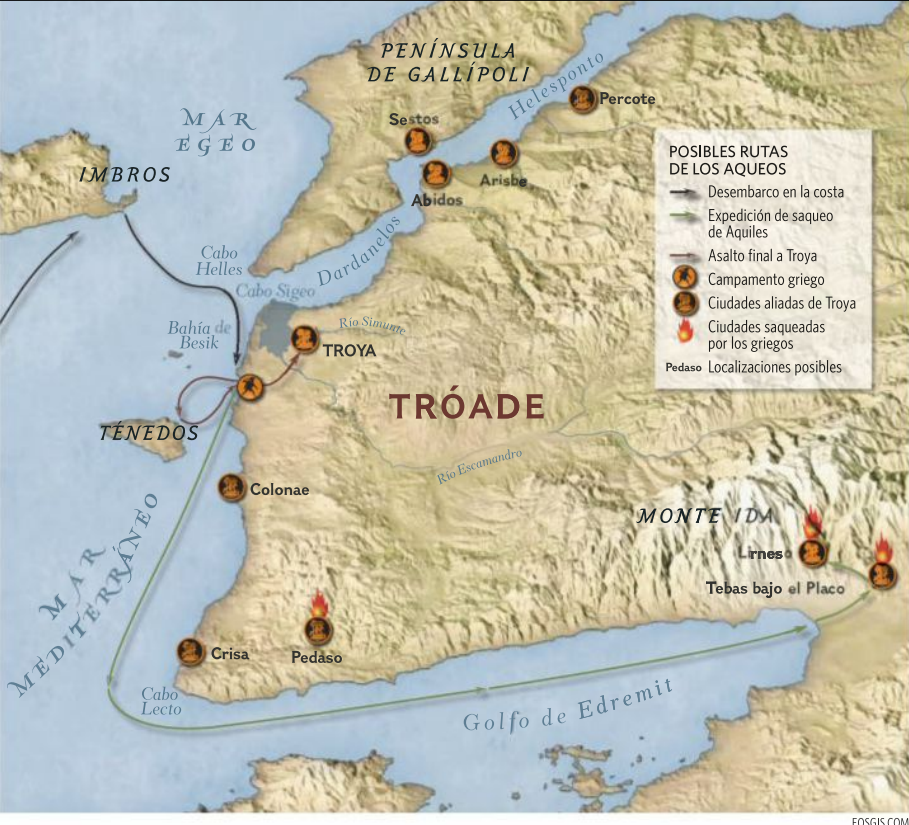 PENÍNSULA
DE GALLÍPOLI
Helesponto
Percote
MAR
EGEO
Sestos
POSIBLES RUTAS
DE LOS AQUEOS
Desembarco en la costa
Expedición de saqueo
de Aquiles
Asalto final a Troya
Campamento griego
Ciudades aliadas de Troya
Ciudades saqueadas
por los griegos
Pedaso Localizaciones posibles
IMBROS
Arisbe
Abidos
Dardanelos
Cabo
Helles
Cabo Sigeo
Bahía de
Besik
Río Simunte
TROYA
TRÓADE
TÉNEDOS
Río Escamandro
Colonae
MAR
MEDITERRÁNEO
MONTE IDA
Lirneso
Tebas bajo el Placo
Crisa
Pedaso
Cabo
Lecto
Golfo de Edremit
EOSGIS.COM